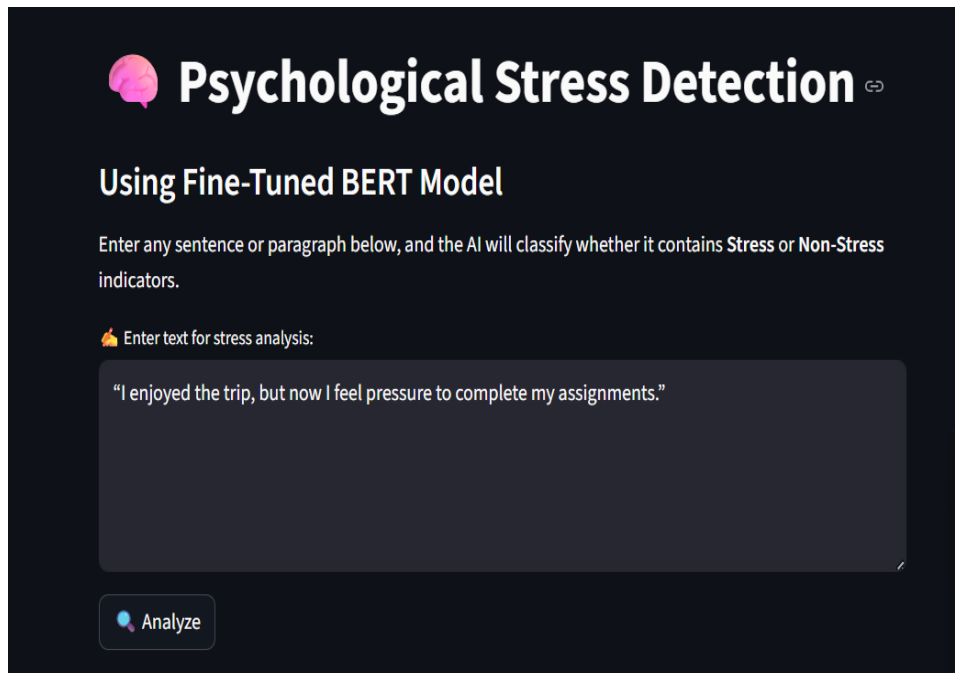 Psychological Stress Detection
Using Fine-Tuned BERT Model
Enter any sentence or paragraph below, and the AI will classify whether it contains Stress or Non-Stress
indicators.
Enter text for stress analysis:
“I enjoyed the trip, but now I feel pressure to complete my assignments.”
Analyze